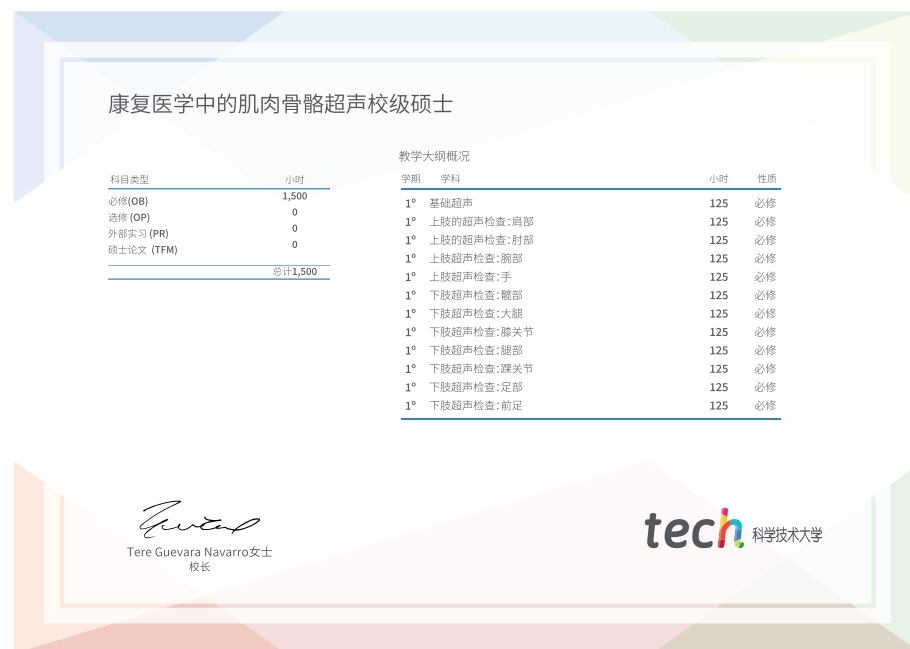 康复医学中的肌肉骨骼超声校级硕士
教学大纲概况
科目类型 小时
必修(OB) 1,500
选修 (OP) 0
外部实习 (PR) 0
硕士论文 (TFM) 0
总计1,500
学期 学科 小时 性质
1º 基础超声 125 必修
1º 上肢的超声检查:肩部 125 必修
1º 上肢的超声检查:肘部 125 必修
1º 上肢超声检查:腕部 125 必修
1º 上肢超声检查:手 125 必修
1º 下肢超声检查:髋部 125 必修
1º 下肢超声检查:大腿 125 必修
1º 下肢超声检查:膝关节 125 必修
1º 下肢超声检查:腿部 125 必修
1º 下肢超声检查:踝关节 125 必修
1º 下肢超声检查:足部 125 必修
1º 下肢超声检查:前足 125 必修
Tere Guevara Navarro女士
校长
tech 科学技术大学